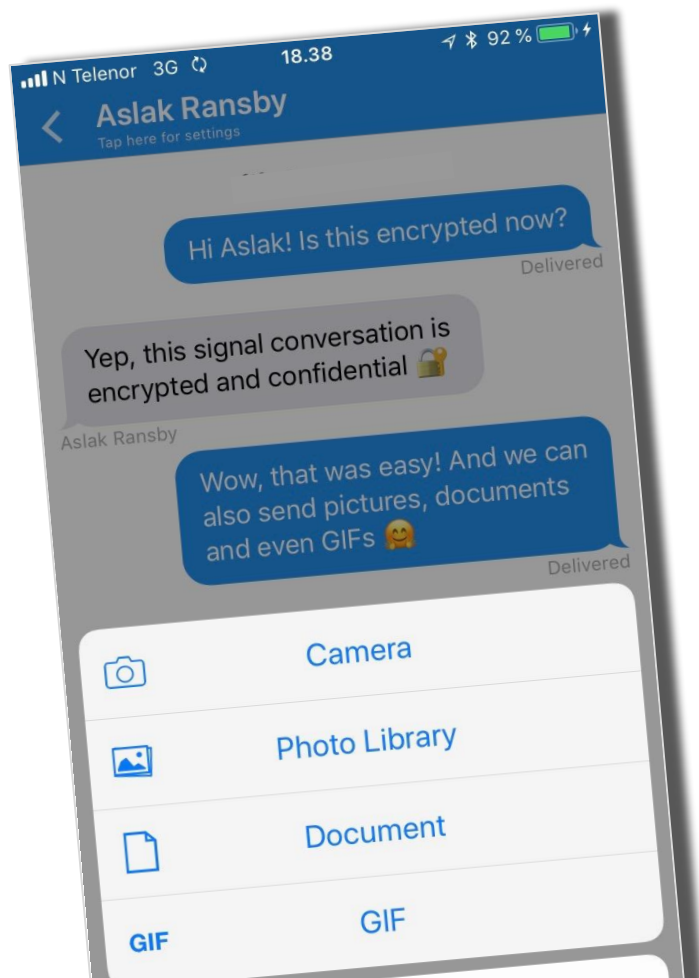 N Telenor 3G 18.38 92 %
Aslak Ransby
Tap here for settings
Hi Aslak! Is this encrypted now?
Delivered
Yep, this signal conversation is
encrypted and confidential 🔐
Aslak Ransby
Wow, that was easy! And we can
also send pictures, documents
and even GIFs 🤗
Delivered
Camera
Photo Library
Document
GIF GIF